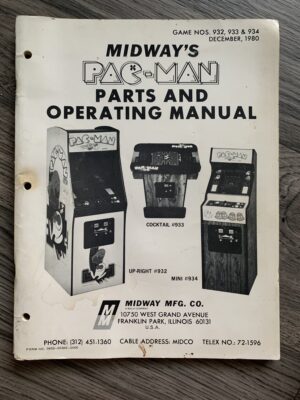 GAME NOS. 932, 933 & 934
DECEMBER, 1980
MIDWAY'S
PAC-MAN
PARTS AND
OPERATING MANUAL
PAC-MAN
COCKTAIL #933
UP-RIGHT #932
MINI #934
MIDWAY MFG. CO.
10750 WEST GRAND AVENUE
FRANKLIN PARK, ILLINOIS 60131
U.S.A.
PHONE: (312) 451-1360 CABLE ADDRESS: MIDCO TELEX NO.: 72-1596